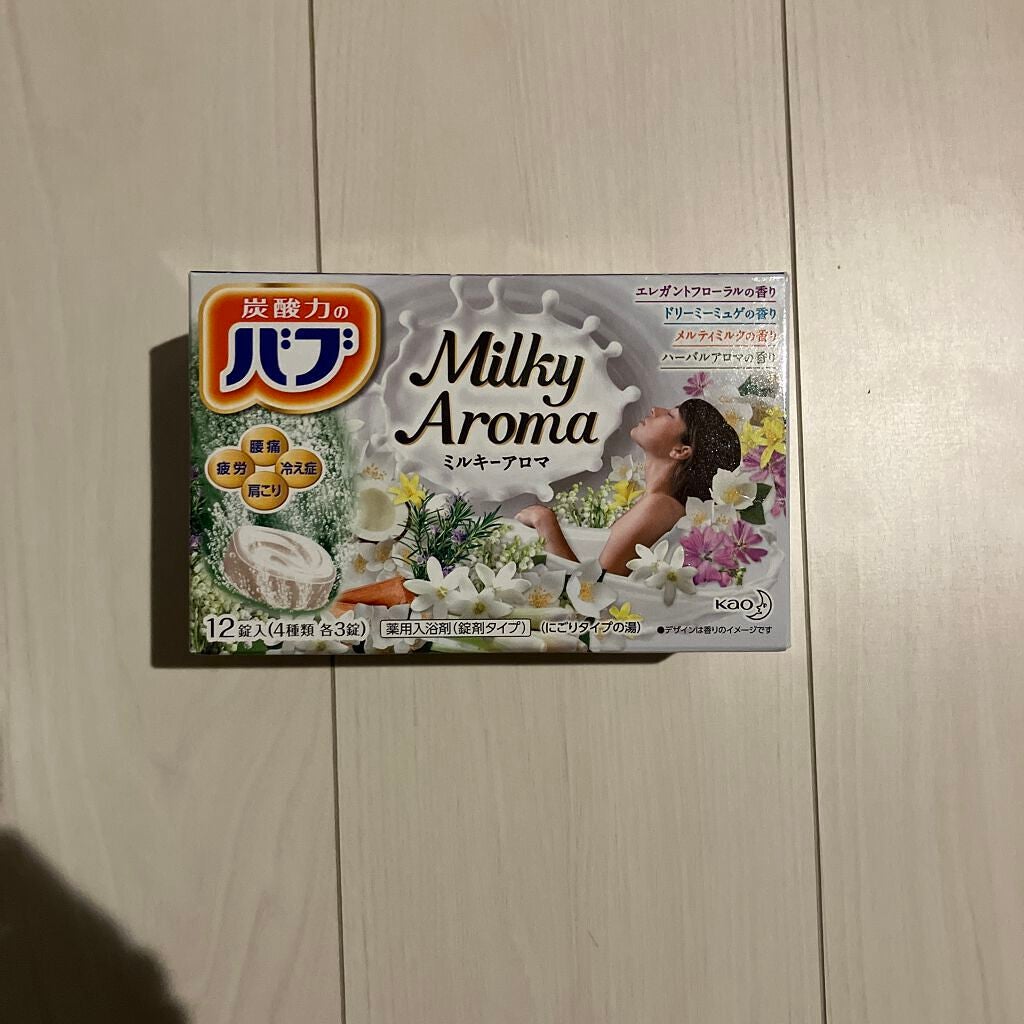 炭酸力の
バブ
Milky
Aroma
ミルキーアロマ
エレガントフローラルの香り
ドリーミーミュゲの香り
メルティミルクの香り
ハーバルアロマの香り
腰痛
疲労
冷え症
肩こり
12錠入(4種類 各3錠)
薬用入浴剤(錠剤タイプ)
(にごりタイプの湯)
Kao
●デザインは香りのイメージです